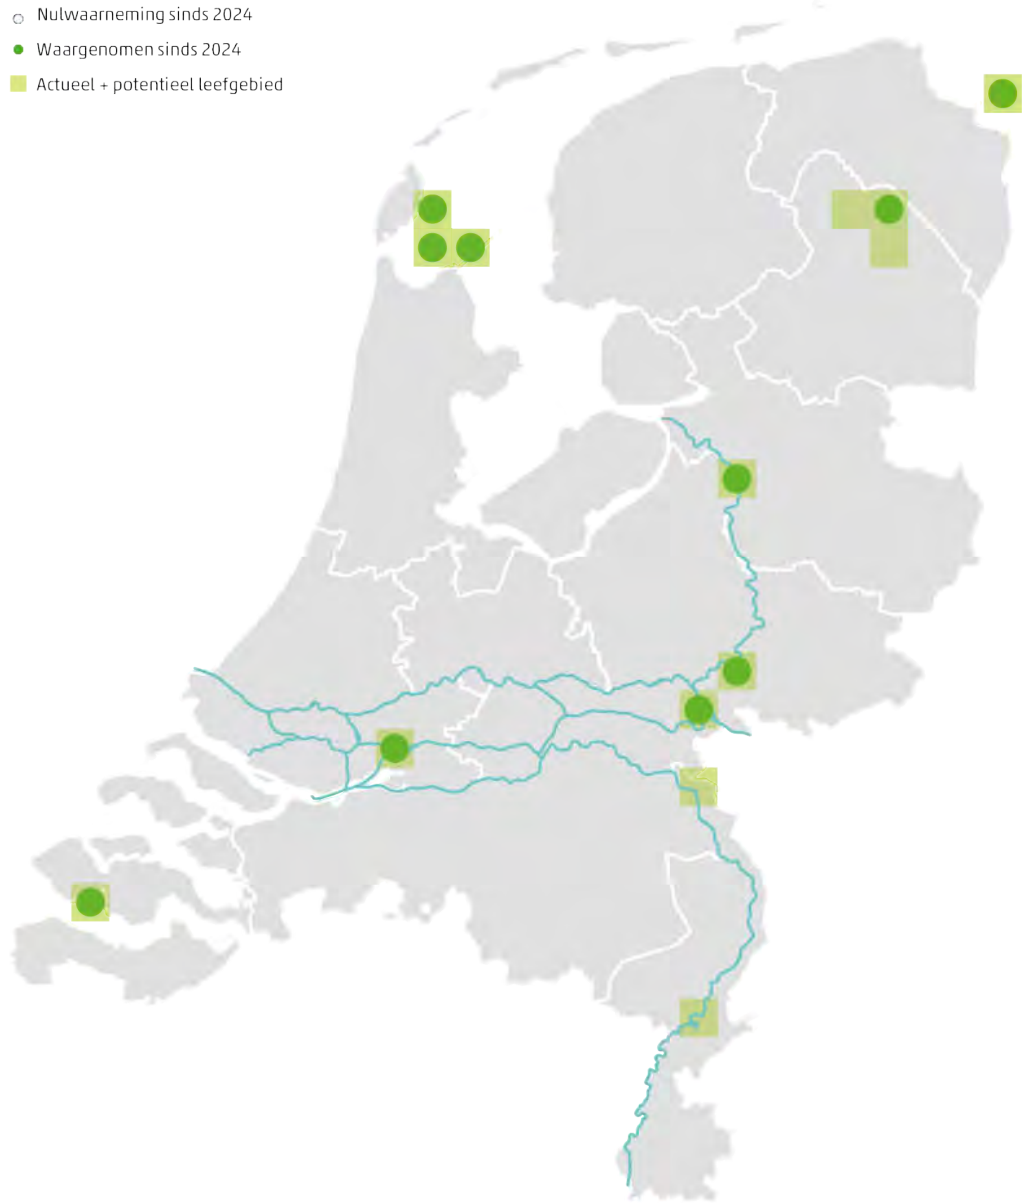 Nulwaarneming sinds 2024
Waargenomen sinds 2024
Actueel + potentieel leefgebied